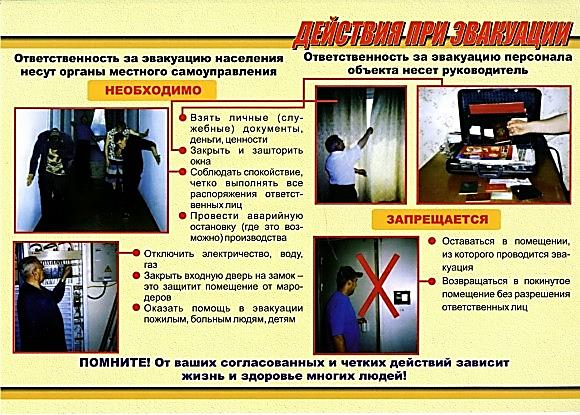 ДЕЙСТВИЯ ПРИ ЭВАКУАЦИИ
Ответственность за эвакуацию населения
несут органы местного самоуправления
Ответственность за эвакуацию персонала
объекта несет руководитель
НЕОБХОДИМО
Взять личные (слу-
жебные) документы,
деньги, ценности
Закрыть и зашторить
окна
Соблюдать спокойствие,
четко выполнять все
распоряжения ответст-
венных лиц
Провести аварийную
остановку (где это воз-
можно) производства
Отключить электричество, воду,
газ
Закрыть входную дверь на замок –
это защитит помещение от маро-
деров
Оказать помощь в эвакуации
пожилым, больным людям, детям
ЗАПРЕЩАЕТСЯ
Оставаться в помещении,
из которого проводится эва-
куация
Возвращаться в покинутое
помещение без разрешения
ответственных лиц
ПОМНИТЕ! От ваших согласованных и четких действий зависит
жизнь и здоровье многих людей!